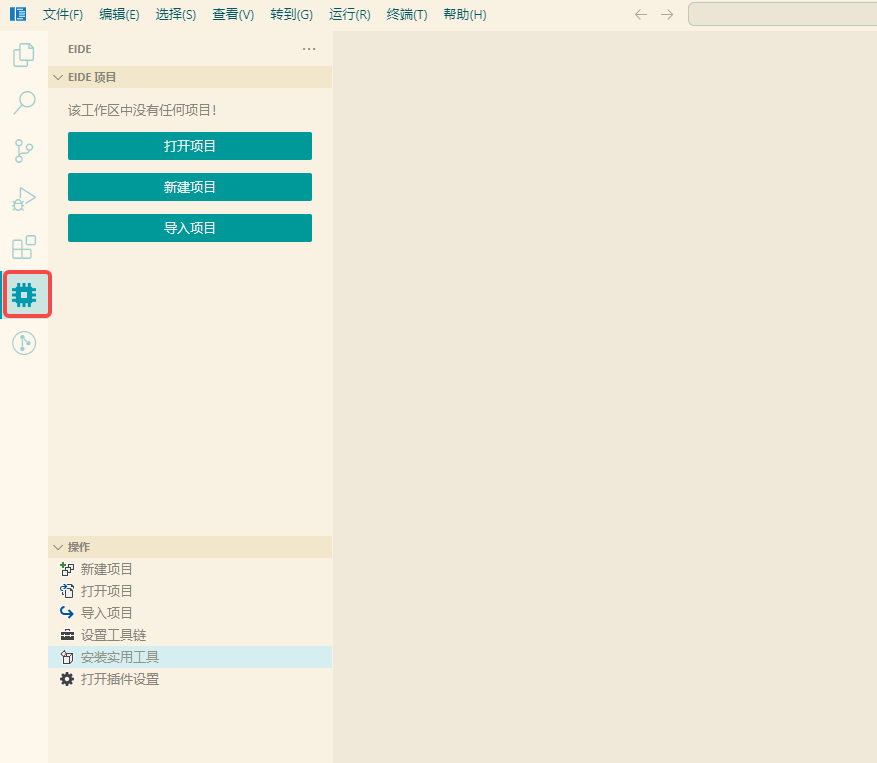 文件(F) 编辑(E) 选择(S) 查看(V) 转到(G) 运行(R) 终端(T) 帮助(H)
EIDE
EIDE 项目
该工作区中没有任何项目!
打开项目
新建项目
导入项目
操作
新建项目
打开项目
导入项目
设置工具链
安装实用工具
打开插件设置